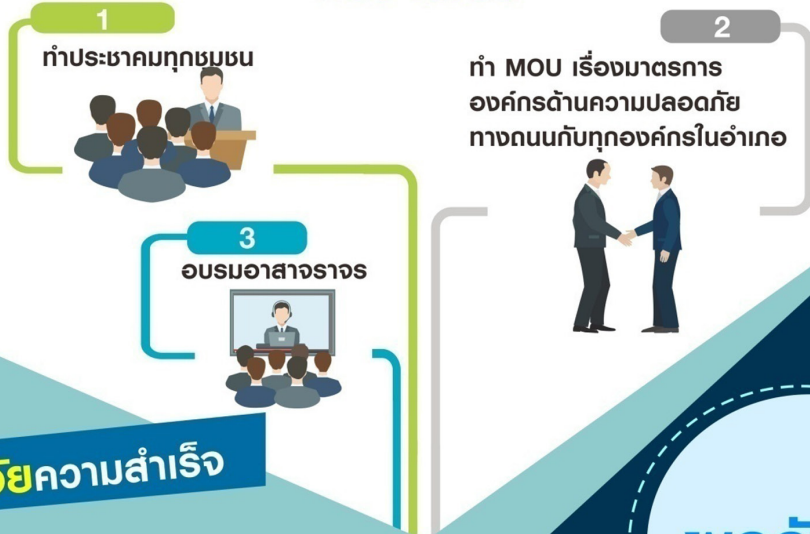 1
ทำประชาคมทุกชุมชน
2
ทำ MOU เรื่องมาตรการ
องค์กรด้านความปลอดภัย
ทางถนนกับทุกองค์กรในอำเภอ
3
อบรมอาสาจราจร
ความสำเร็จ